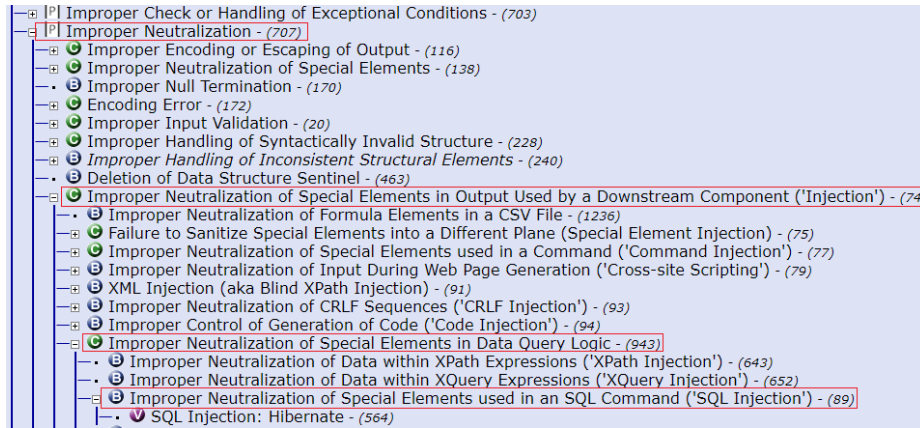 P Improper Check or Handling of Exceptional Conditions - (703)
P Improper Neutralization - (707)
C Improper Encoding or Escaping of Output - (116)
C Improper Neutralization of Special Elements - (138)
B Improper Null Termination - (170)
C Encoding Error - (172)
C Improper Input Validation - (20)
C Improper Handling of Syntactically Invalid Structure - (228)
B Improper Handling of Inconsistent Structural Elements - (240)
B Deletion of Data Structure Sentinel - (463)
C Improper Neutralization of Special Elements in Output Used by a Downstream Component ('Injection') - (74
B Improper Neutralization of Formula Elements in a CSV File - (1236)
C Failure to Sanitize Special Elements into a Different Plane (Special Element Injection) - (75)
C Improper Neutralization of Special Elements used in a Command ('Command Injection') - (77)
B Improper Neutralization of Input During Web Page Generation ('Cross-site Scripting') - (79)
B XML Injection (aka Blind XPath Injection) - (91)
B Improper Neutralization of CRLF Sequences ('CRLF Injection') - (93)
B Improper Control of Generation of Code ('Code Injection') - (94)
C Improper Neutralization of Special Elements in Data Query Logic - (943)
B Improper Neutralization of Data within XPath Expressions ('XPath Injection') - (643)
B Improper Neutralization of Data within XQuery Expressions ('XQuery Injection') - (652)
B Improper Neutralization of Special Elements used in an SQL Command ('SQL Injection') - (89)
V SQL Injection: Hibernate - (564)